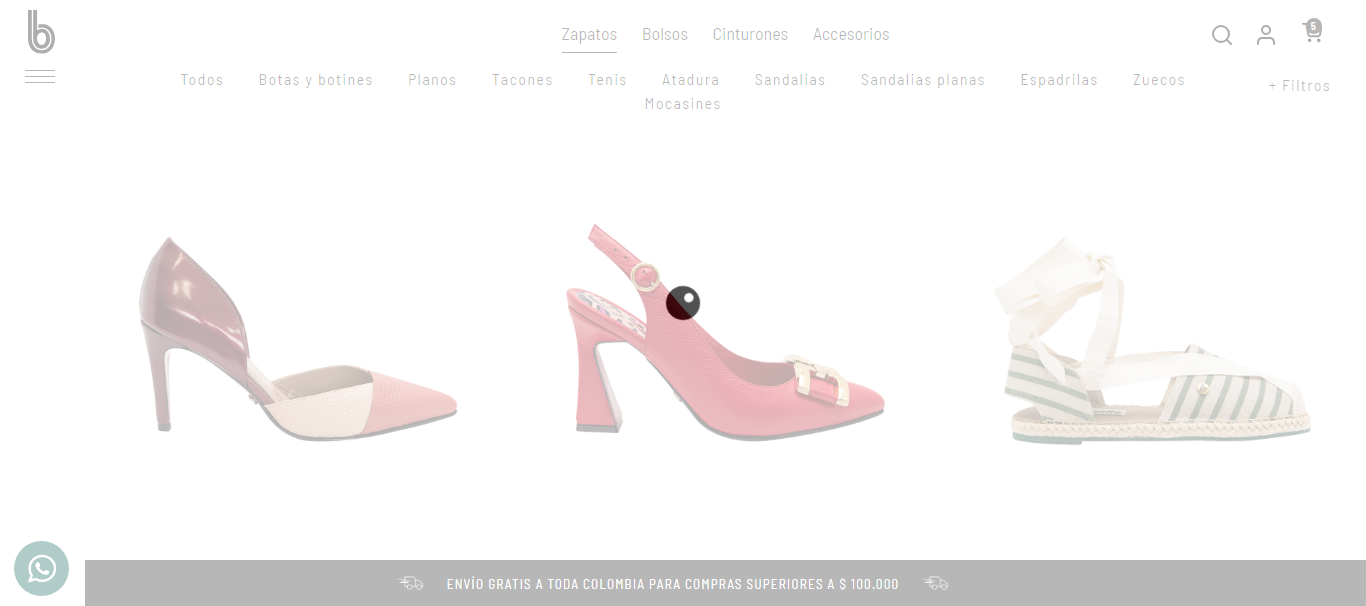 b
Zapatos Bolsos Cinturones Accesorios
5
Todos Botas y botines Planos Tacones Tenis Atadura Sandalias Sandalias planas Espadrilas Zuecos
Mocasines
+ Filtros
ENVÍO GRATIS A TODA COLOMBIA PARA COMPRAS SUPERIORES A $ 100.000